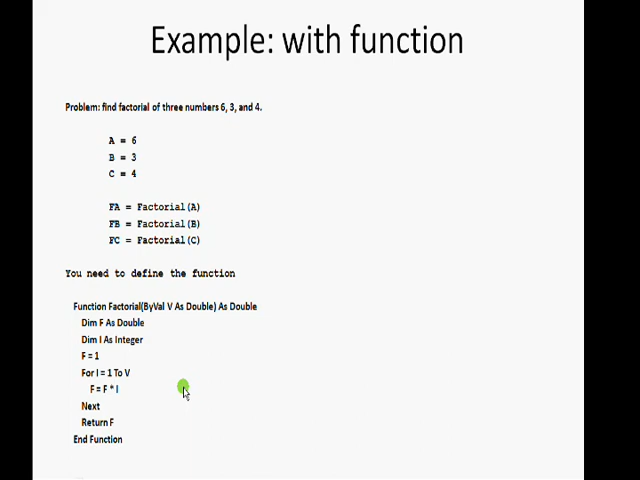 Example: with function
Problem: find factorial of three numbers 6, 3, and 4.
A = 6
B = 3
C = 4
FA = Factorial(A)
FB = Factorial(B)
FC = Factorial(C)
You need to define the function
Function Factorial(ByVal V As Double) As Double
Dim F As Double
Dim I As Integer
F = 1
For I = 1 To V
F = F * I
Next
Return F
End Function